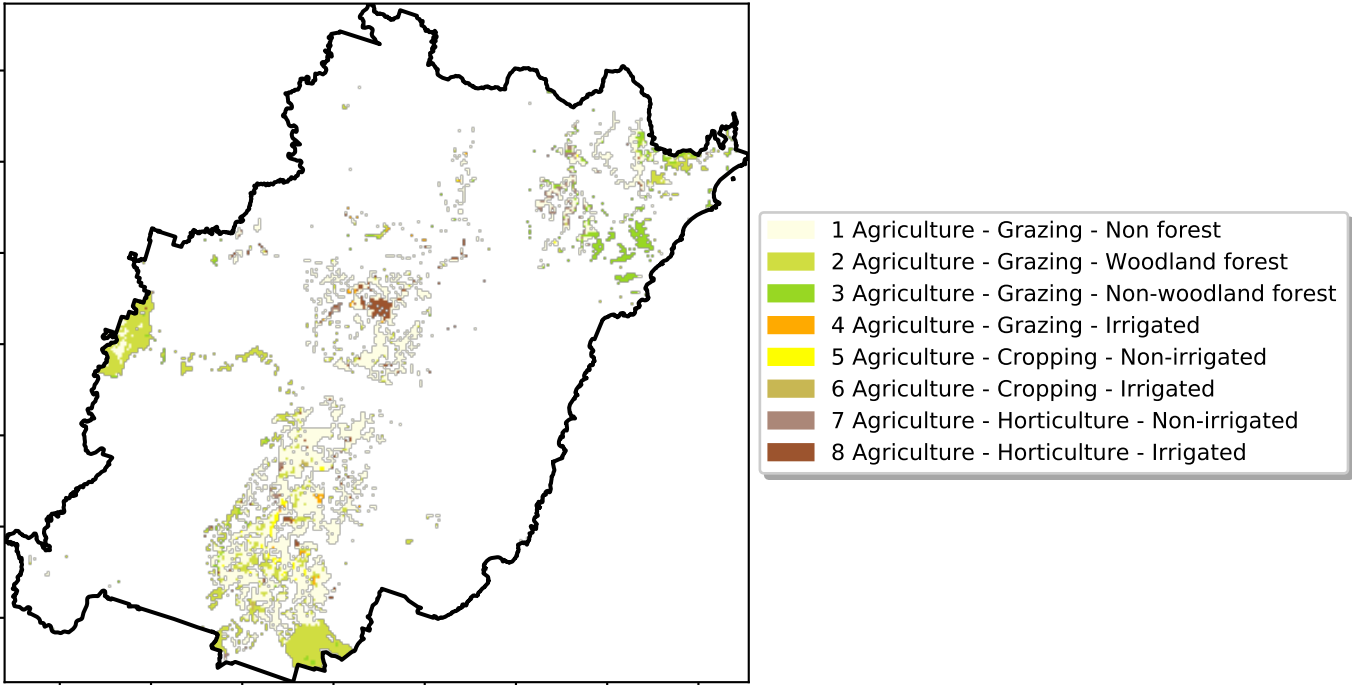 1 Agriculture - Grazing - Non forest
2 Agriculture - Grazing - Woodland forest
3 Agriculture - Grazing - Non-woodland forest
4 Agriculture - Grazing - Irrigated
5 Agriculture - Cropping - Non-irrigated
6 Agriculture - Cropping - Irrigated
7 Agriculture - Horticulture - Non-irrigated
8 Agriculture - Horticulture - Irrigated